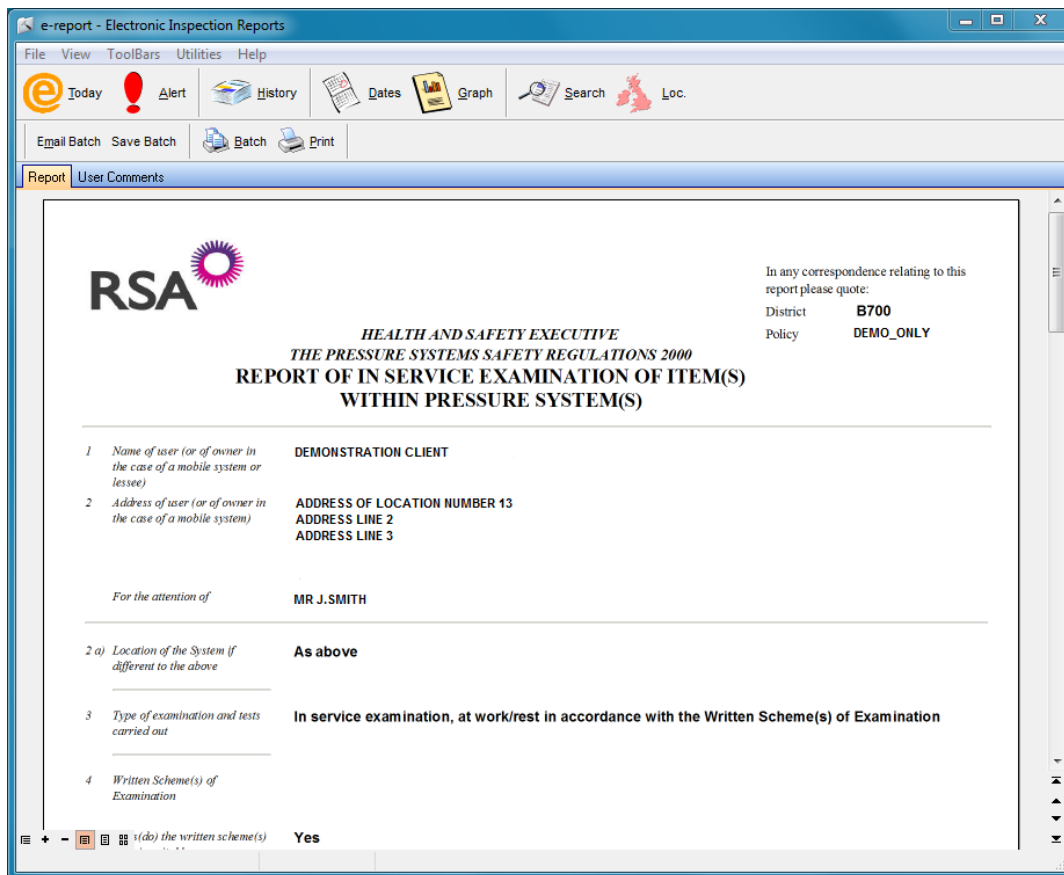 e-report - Electronic Inspection Reports
File View ToolBars Utilities Help
Today Alert History Dates Graph Search Loc.
Email Batch Save Batch Batch Print
Report User Comments
RSA
In any correspondence relating to this
report please quote:
District B700
Policy DEMO_ONLY
HEALTH AND SAFETY EXECUTIVE
THE PRESSURE SYSTEMS SAFETY REGULATIONS 2000
REPORT OF IN SERVICE EXAMINATION OF ITEM(S)
WITHIN PRESSURE SYSTEM(S)
1 Name of user (or of owner in DEMONSTRATION CLIENT
the case of a mobile system or
lessee)
2 Address of user (or of owner in ADDRESS OF LOCATION NUMBER 13
the case of a mobile system) ADDRESS LINE 2
ADDRESS LINE 3
For the attention of MR J.SMITH
2 a) Location of the System if As above
different to the above
3 Type of examination and tests In service examination, at work/rest in accordance with the Written Scheme(s) of Examination
carried out
4 Written Scheme(s) of
Examination
s(do) the written scheme(s) Yes